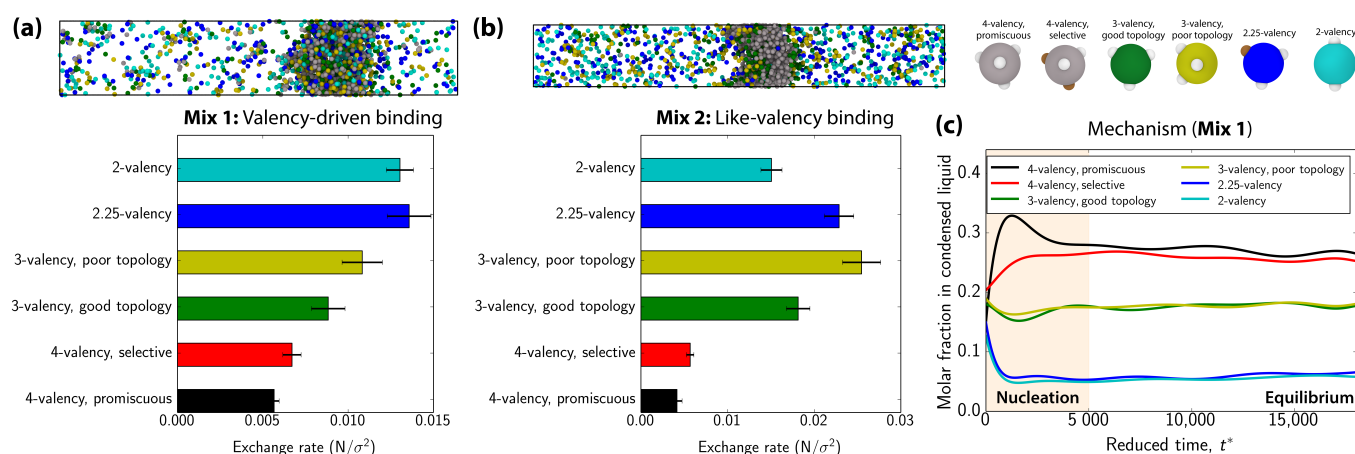 (a)
Mix 1: Valency-driven binding
2-valency
2.25-valency
3-valency, poor topology
3-valency, good topology
4-valency, selective
4-valency, promiscuous
0.000 0.005 0.010 0.015
Exchange rate (N/σ²)
(b)
Mix 2: Like-valency binding
2-valency
2.25-valency
3-valency, poor topology
3-valency, good topology
4-valency, selective
4-valency, promiscuous
0.00 0.01 0.02 0.03
Exchange rate (N/σ²)
4-valency, 4-valency, 3-valency, 3-valency, 2.25-valency 2-valency
promiscuous selective good topology poor topology
(c)
Mechanism (Mix 1)
4-valency, promiscuous 3-valency, poor topology
4-valency, selective 2.25-valency
3-valency, good topology 2-valency
Molar fraction in condensed liquid
0.4
0.3
0.2
0.1
0.0
Nucleation Equilibrium
0 5 000 10,000 15,000
Reduced time, t*